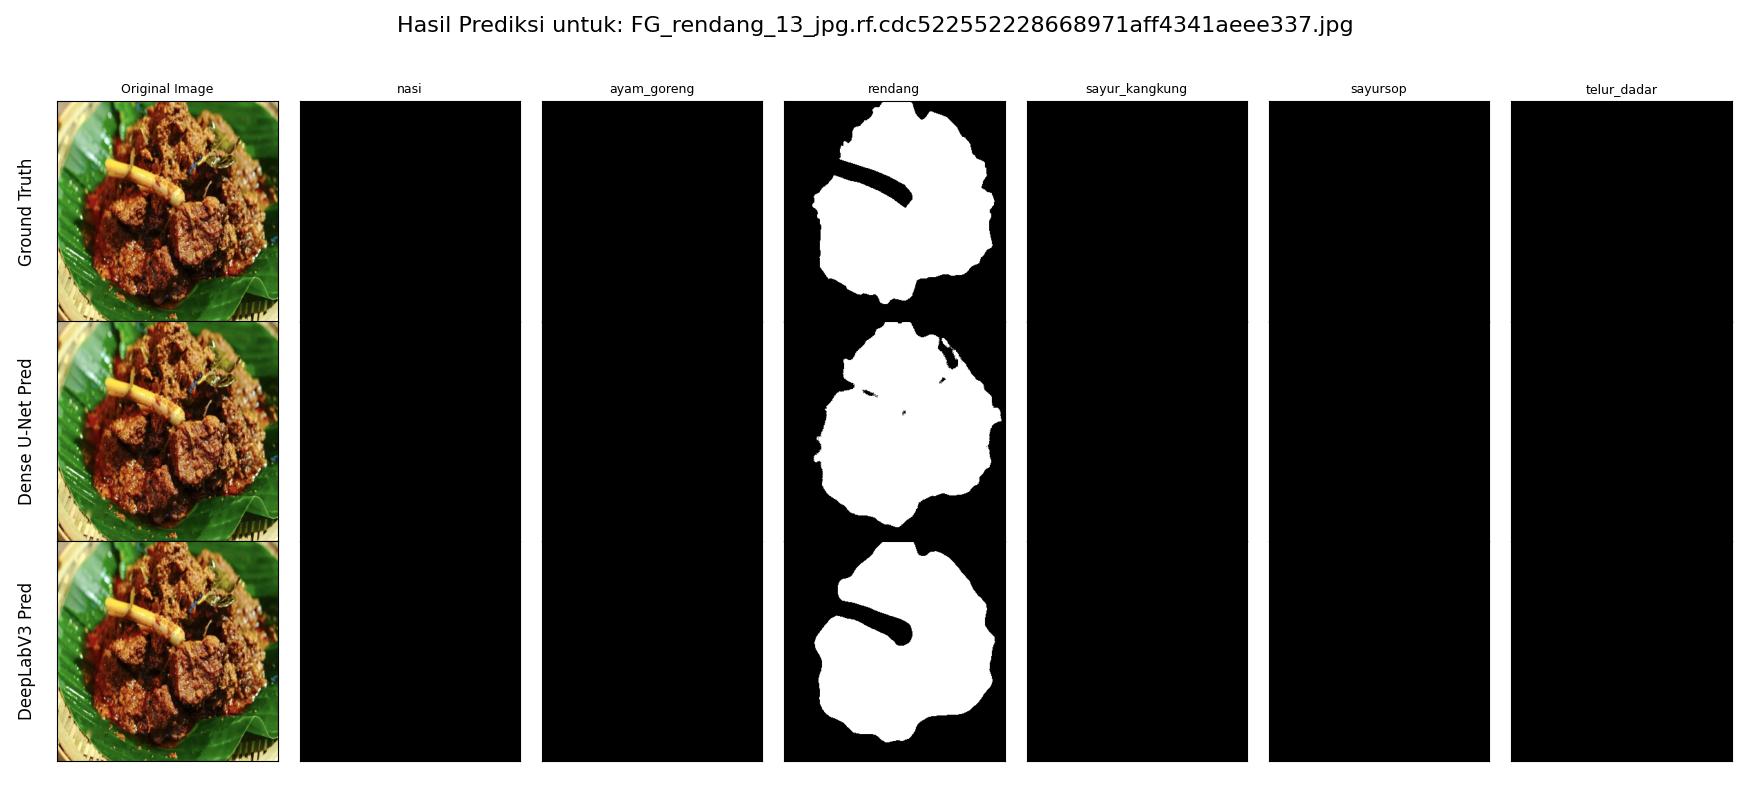 Hasil Prediksi untuk: FG_rendang_13_jpg.rf.cdc522552228668971aff4341aeee337.jpg
Original Image
nasi
ayam_goreng
rendang
sayur_kangkung
sayursop
telur_dadar
Ground Truth
Dense U-Net Pred
DeepLabV3 Pred